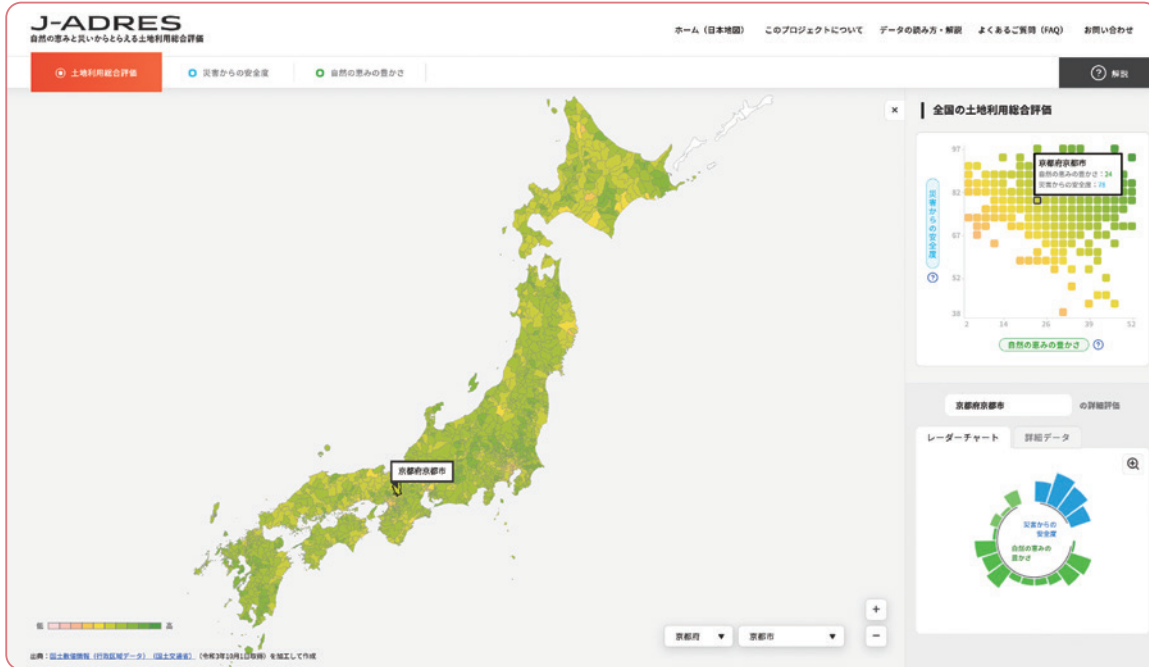 J-ADRES
自然の恵みと災いからとらえる土地利用総合評価
ホーム（日本地図） このプロジェクトについて データの読み方・解説 よくあるご質問（FAQ） お問い合わせ
土地利用総合評価 災害からの安全度 自然の恵みの豊かさ
? 解説
×
全国の土地利用総合評価
97
82
67
52
38
京都府京都市
自然の恵みの豊かさ：24
災害からの安全度：
災害からの安全度
?
2 14 26 39 52
自然の恵みの豊かさ ?
京都府京都市 の詳細評価
レーダーチャート 詳細データ
災害からの
安全度
自然の恵みの
豊かさ
京都府京都市
低 高
+
−
京都府 ▼ 京都市 ▼
出典：国土数値情報（行政区域データ）（国土交通省）（令和3年10月1日取得）を加工して作成